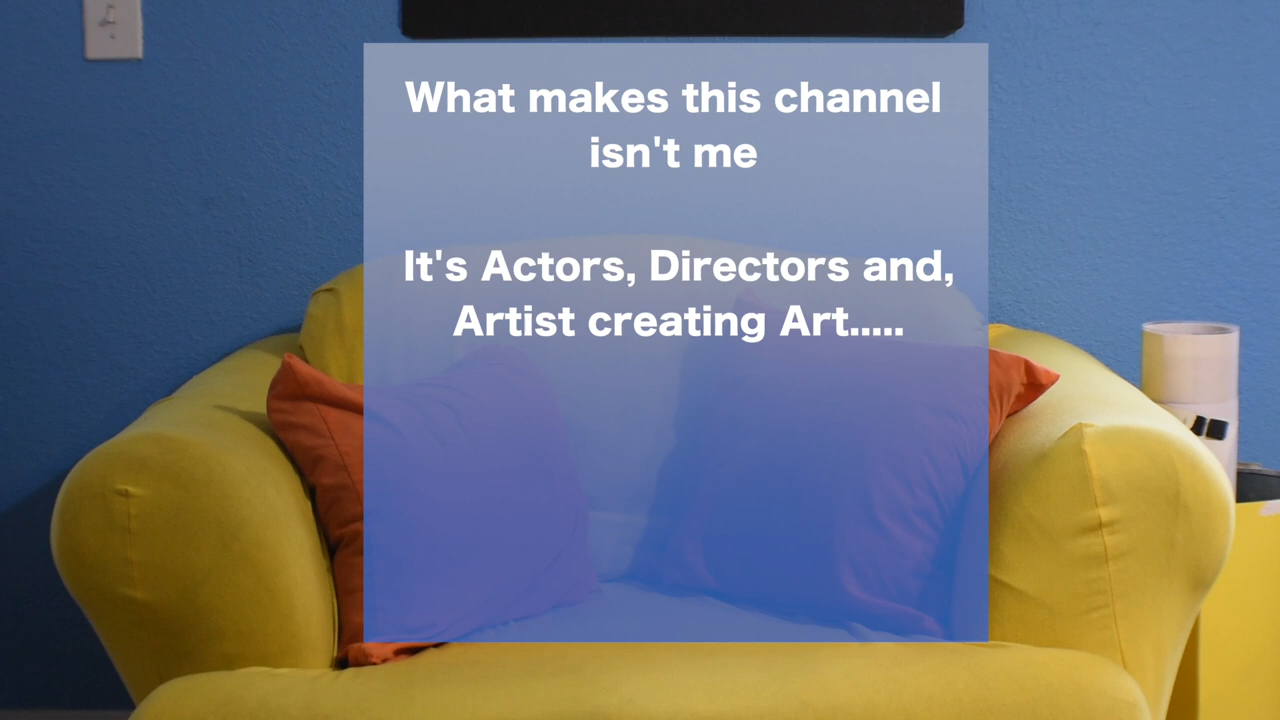 What makes this channel
isn't me
It's Actors, Directors and,
Artist creating Art.....